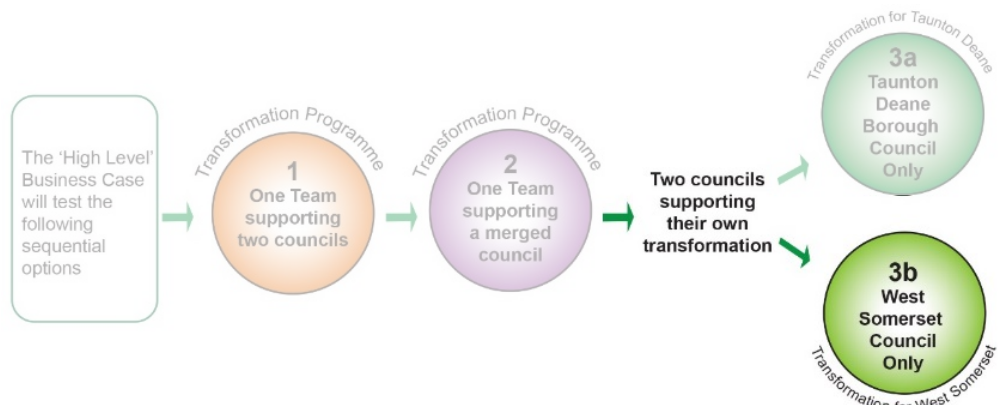 The 'High Level'
Business Case
will test the
following
sequential
options
Transformation Programme
1
One Team
supporting
two councils
Transformation Programme
2
One Team
supporting
a merged
council
Two councils
supporting
their own
transformation
Transformation for Taunton Deane
3a
Taunton
Deane
Borough
Council
Only
3b
West
Somerset
Council
Only
Transformation for West Somerset